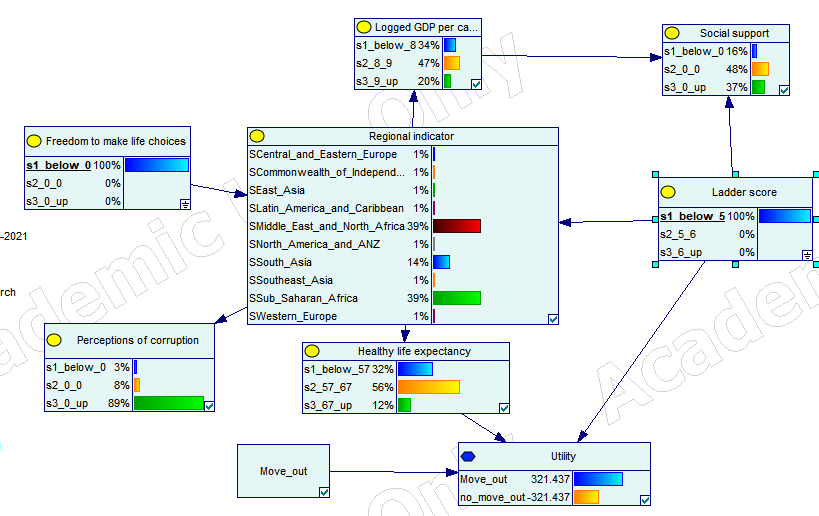 Logged GDP per ca...
s1_below_8 34%
s2_8_9 47%
s3_9_up 20%
Social support
s1_below_0 16%
s2_0_0 48%
s3_0_up 37%
Freedom to make life choices
s1_below_0 100%
s2_0_0 0%
s3_0_up 0%
Regional indicator
SCentral_and_Eastern_Europe 1%
SCommonwealth_of_Independ... 1%
SEast_Asia 1%
SLatin_America_and_Caribbean 1%
SMiddle_East_and_North_Africa 39%
SNorth_America_and_ANZ 1%
SSouth_Asia 14%
SSoutheast_Asia 1%
SSub_Saharan_Africa 39%
SWestern_Europe 1%
Ladder score
s1_below_5 100%
s2_5_6 0%
s3_6_up 0%
-2021
rch
Perceptions of corruption
s1_below_0 3%
s2_0_0 8%
s3_0_up 89%
Healthy life expectancy
s1_below_57 32%
s2_57_67 56%
s3_67_up 12%
Move_out
Utility
Move_out 321.437
no_move_out -321.437
ademic
Academ
only